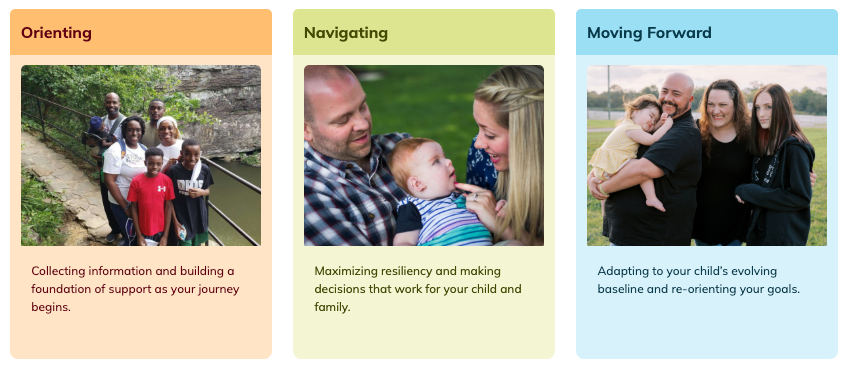 Orienting
Collecting information and building a
foundation of support as your journey
begins.
Navigating
Maximizing resiliency and making
decisions that work for your child and
family.
Moving Forward
Adapting to your child's evolving
baseline and re-orienting your goals.